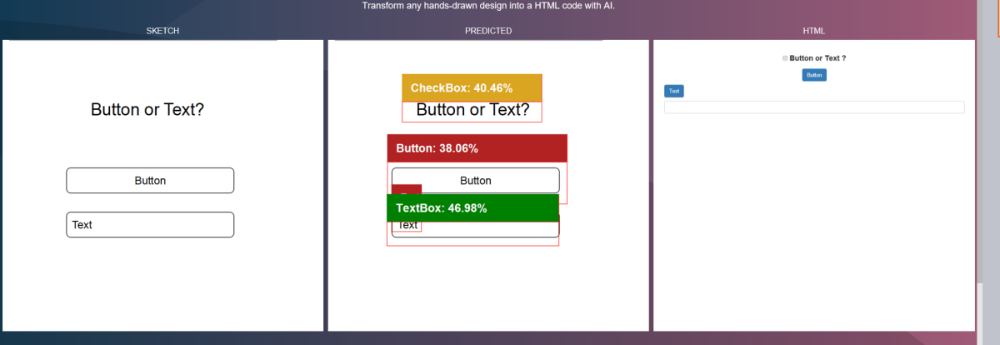 Transform any hands-drawn design into a HTML code with AI.
SKETCH
PREDICTED
HTML
Button or Text?
Button
Text
CheckBox: 40.46%
Button or Text?
Button: 38.06%
Button
TextBox: 46.98%
Text
Button or Text ?
Button
Text